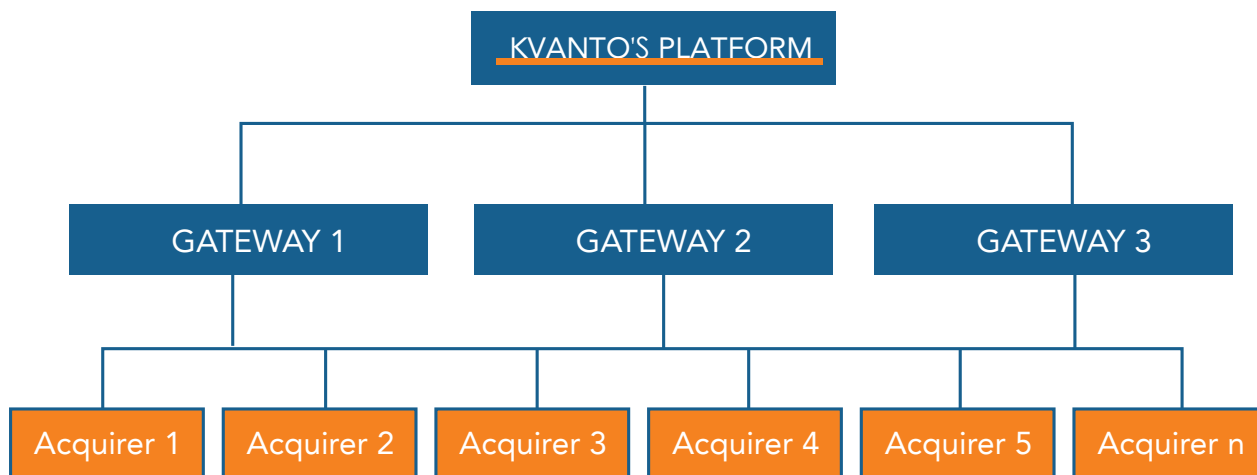 KVANTO'S PLATFORM
GATEWAY 1
GATEWAY 2
GATEWAY 3
Acquirer 1
Acquirer 2
Acquirer 3
Acquirer 4
Acquirer 5
Acquirer n